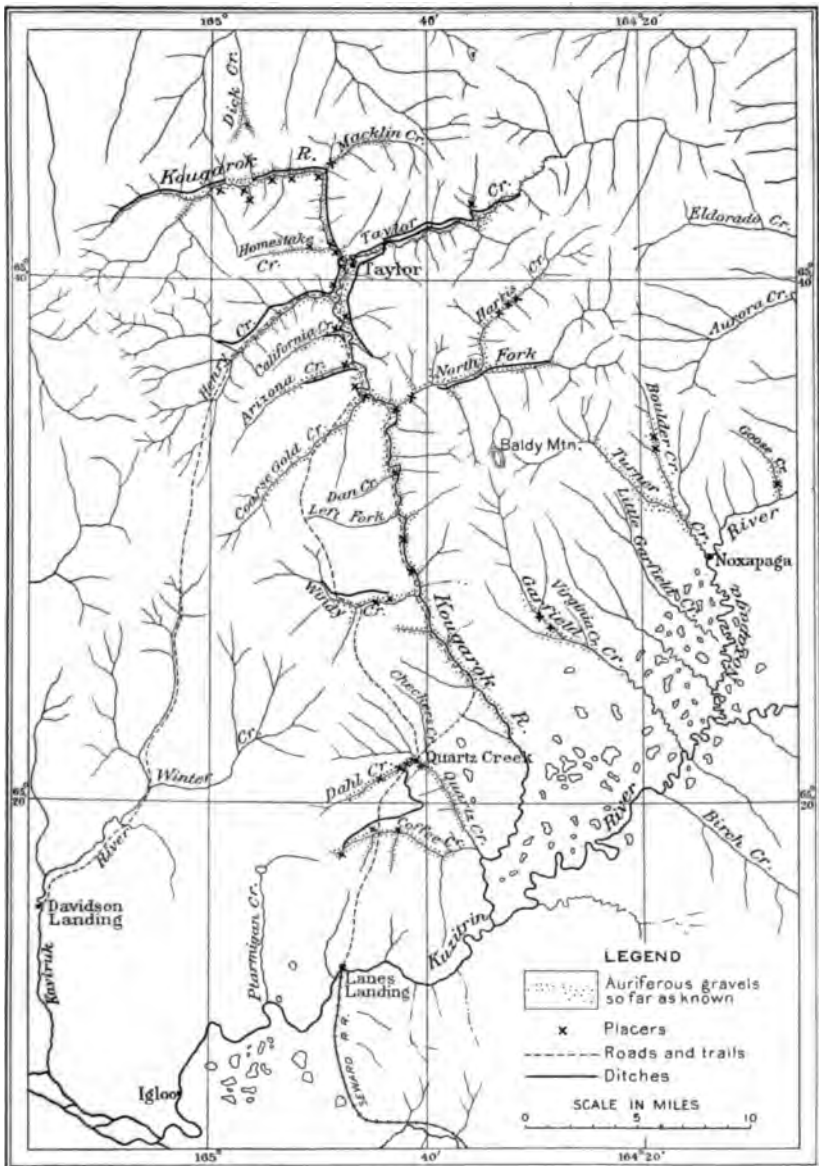 165°
40'
164°20'
Dick Cr.
Macklin Cr.
Kougarok R.
Taylor Cr.
Eldorado Cr.
Homestake Cr.
Taylor
65°
40'
65°
40'
Harris Cr.
Aurora Cr.
Henry Cr.
California Cr.
North Fork
Arizona Cr.
Boulder Cr.
Goose Cr.
Baldy Mtn.
Turner Cr.
Coarse Gold Cr.
Dan Cr.
Left Fork
Little Garfield Cr.
River
Noxapaga
Windy Cr.
Garfield Cr.
Virginia Cr.
Noxapaga
Kougarok R.
Checkers Cr.
Winter Cr.
Quartz Creek
Dahl Cr.
Quartz Cr.
65°
20'
65°
20'
River
Birch Cr.
River
Coffee Cr.
Davidson
Landing
Ptarmigan Cr.
Kuzitrin
Kaviruk
Lanes
Landing
SEWARD R.R.
Igloo
LEGEND
Auriferous gravels
so far as known
× Placers
Roads and trails
Ditches
SCALE IN MILES
0 5 10
165°
40'
164°20'